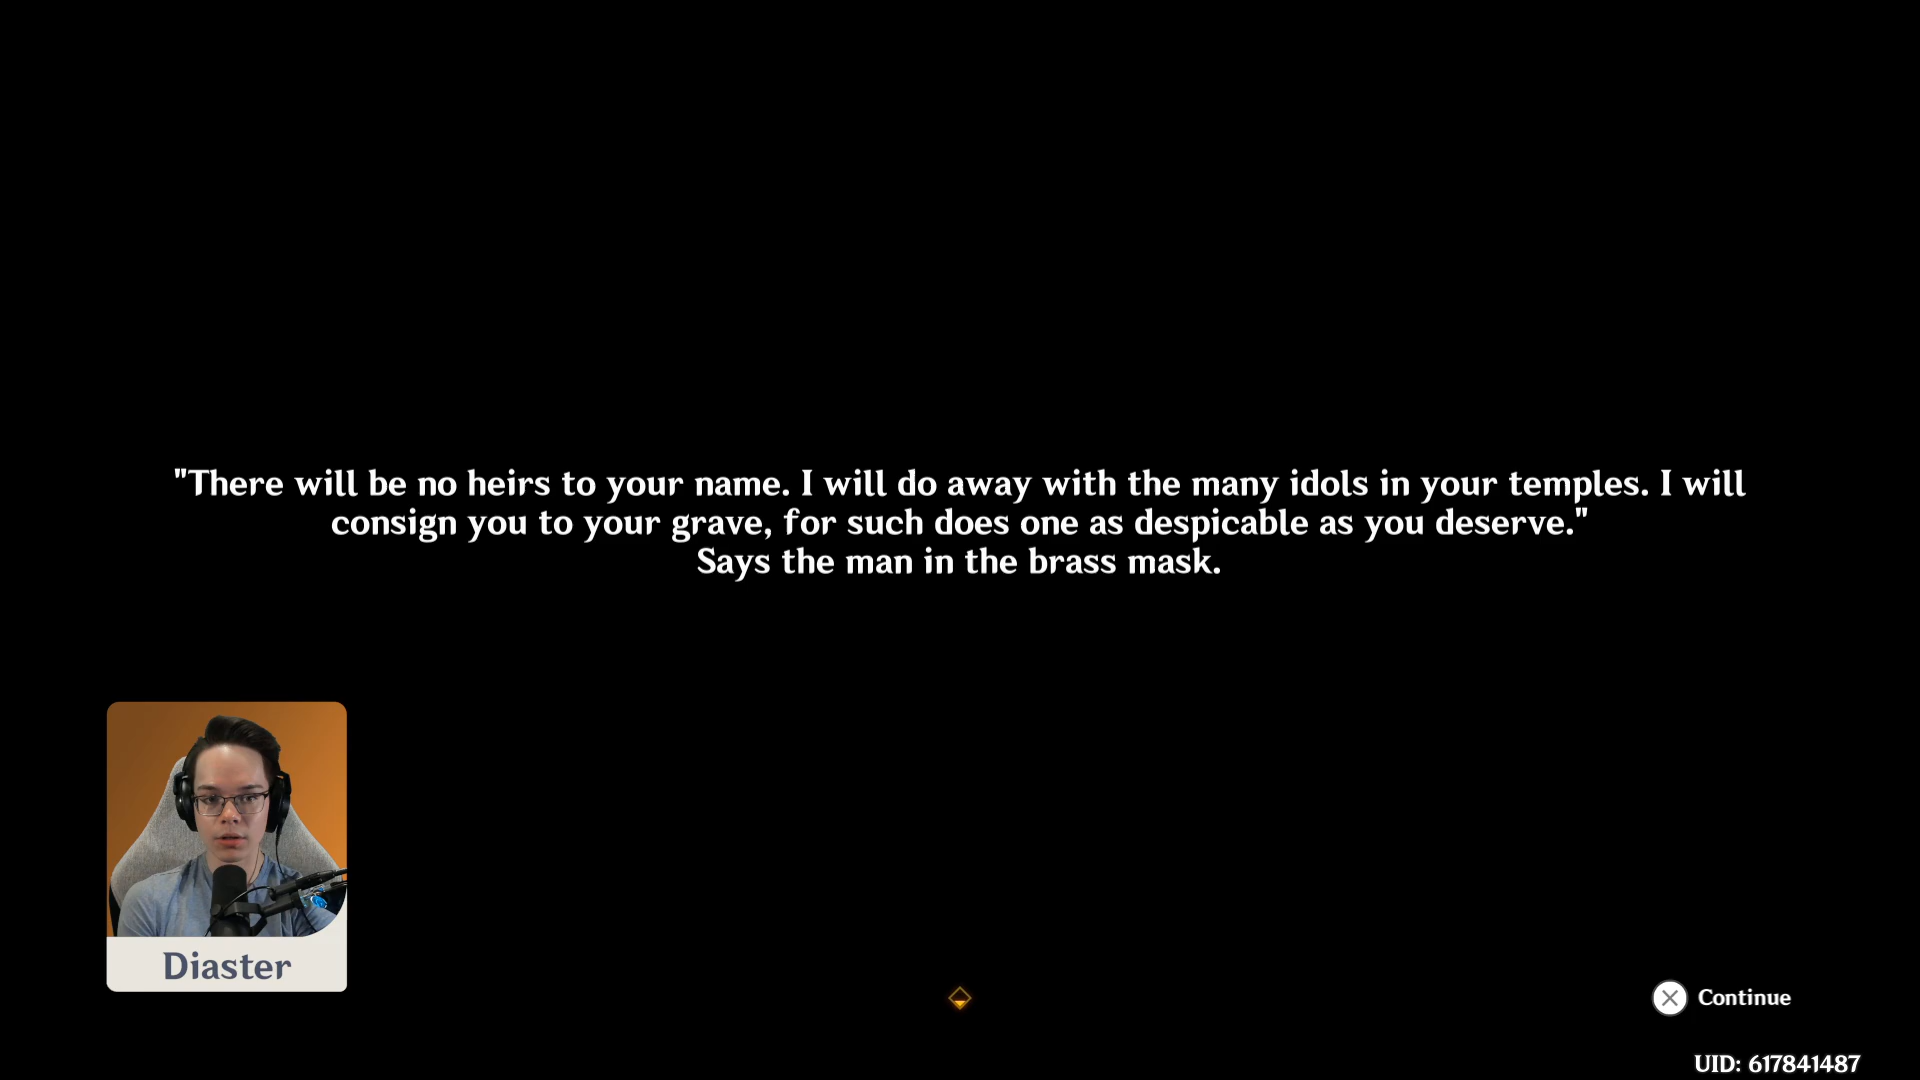 "There will be no heirs to your name. I will do away with the many idols in your temples. I will
consign you to your grave, for such does one as despicable as you deserve."
Says the man in the brass mask.
Diaster
Continue
UID: 617841487